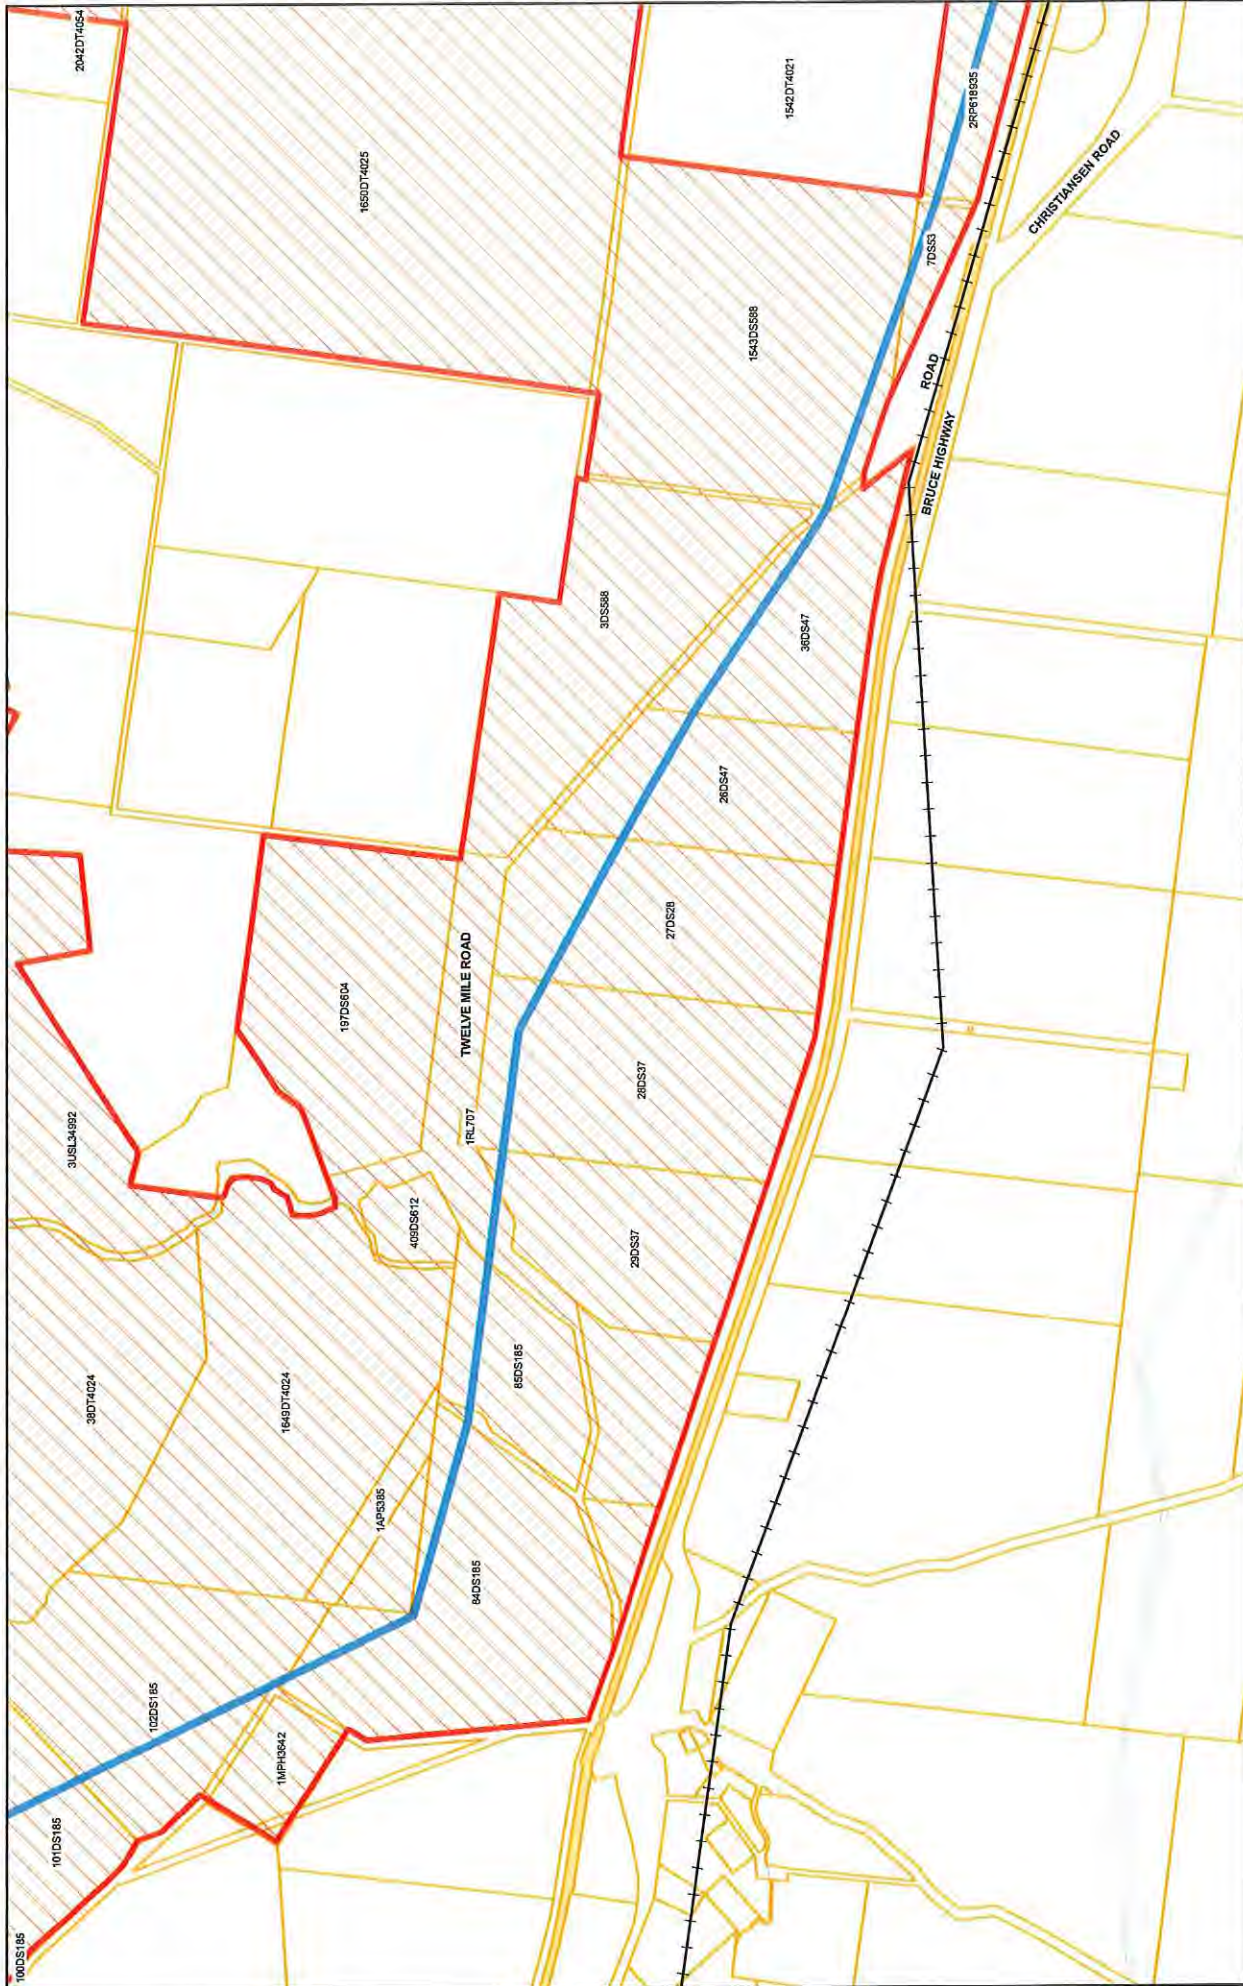 2042DT4054
1650DT4025
1542DT4021
2RP618935
CHRISTIANSEN ROAD
7DS53
1543DS588
ROAD
BRUCE HIGHWAY
3DS588
36DS47
26DS47
27DS28
TWELVE MILE ROAD
197DS604
28DS37
1RL707
3USL34992
409DS612
29DS37
85DS185
38DT4024
1649DT4024
1AP5385
84DS185
102DS185
1MPH3642
101DS185
100DS185